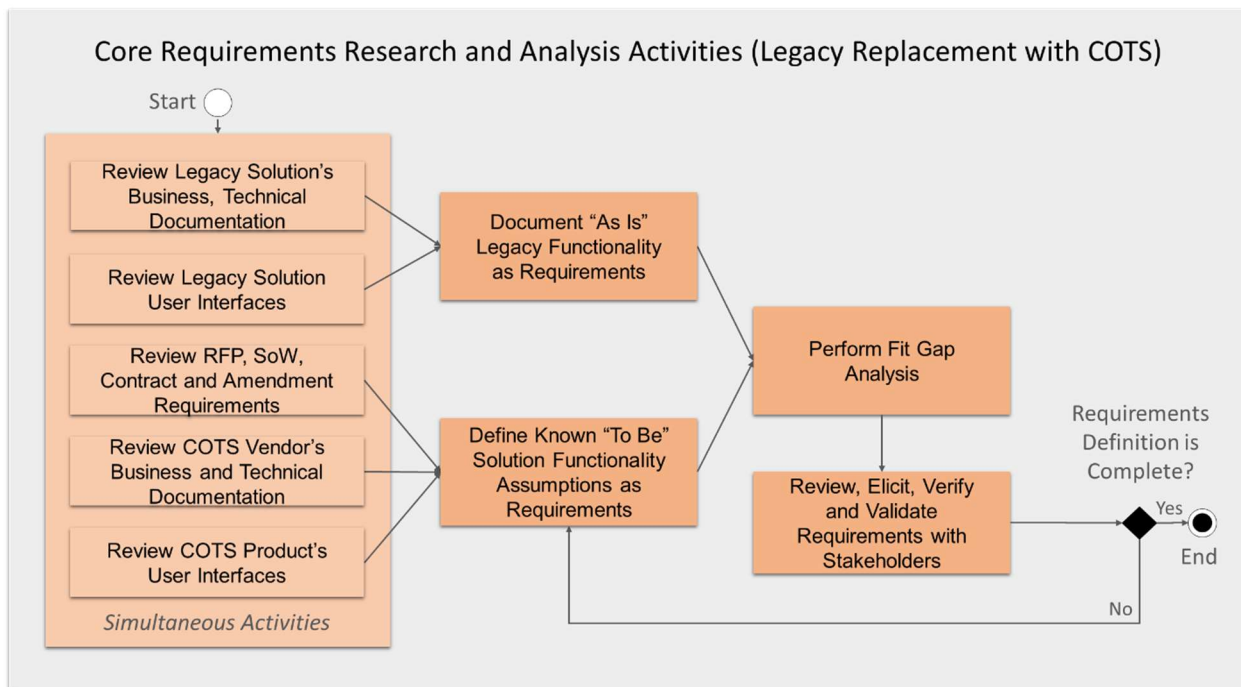 Core Requirements Research and Analysis Activities (Legacy Replacement with COTS)
Start
Review Legacy Solution’s
Business, Technical
Documentation
Review Legacy Solution
User Interfaces
Review RFP, SoW,
Contract and Amendment
Requirements
Review COTS Vendor’s
Business and Technical
Documentation
Review COTS Product’s
User Interfaces
Simultaneous Activities
Document “As Is”
Legacy Functionality
as Requirements
Define Known “To Be”
Solution Functionality
Assumptions as
Requirements
Perform Fit Gap
Analysis
Review, Elicit, Verify
and Validate
Requirements with
Stakeholders
Requirements
Definition is
Complete?
Yes
End
No